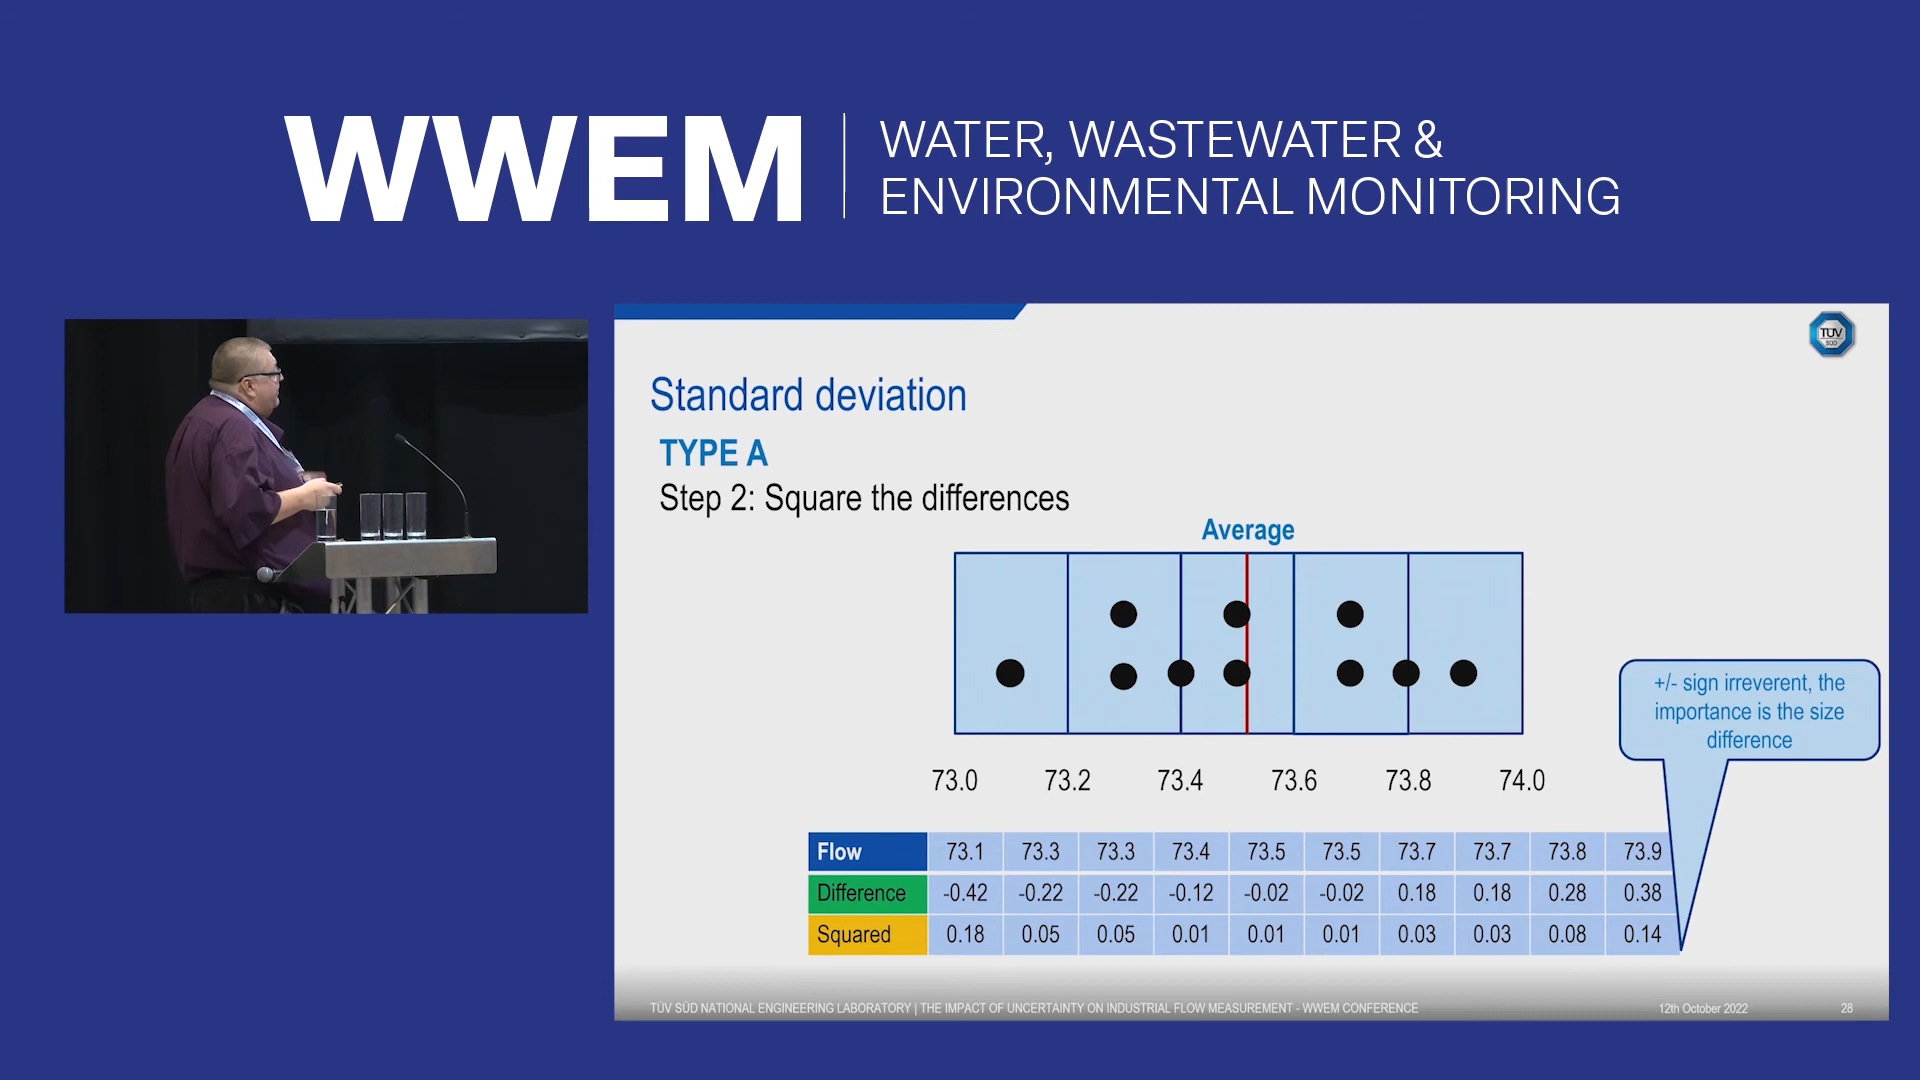 WWEM
WATER, WASTEWATER &
ENVIRONMENTAL MONITORING
TÜV
SÜD
Standard deviation
TYPE A
Step 2: Square the differences
Average
73.0 73.2 73.4 73.6 73.8 74.0
+/- sign irreverent, the
importance is the size
difference
Flow 73.1 73.3 73.3 73.4 73.5 73.5 73.7 73.7 73.8 73.9
Difference -0.42 -0.22 -0.22 -0.12 -0.02 -0.02 0.18 0.18 0.28 0.38
Squared 0.18 0.05 0.05 0.01 0.01 0.01 0.03 0.03 0.08 0.14
TÜV SÜD NATIONAL ENGINEERING LABORATORY | THE IMPACT OF UNCERTAINTY ON INDUSTRIAL FLOW MEASUREMENT - WWEM CONFERENCE 12th October 2022 28